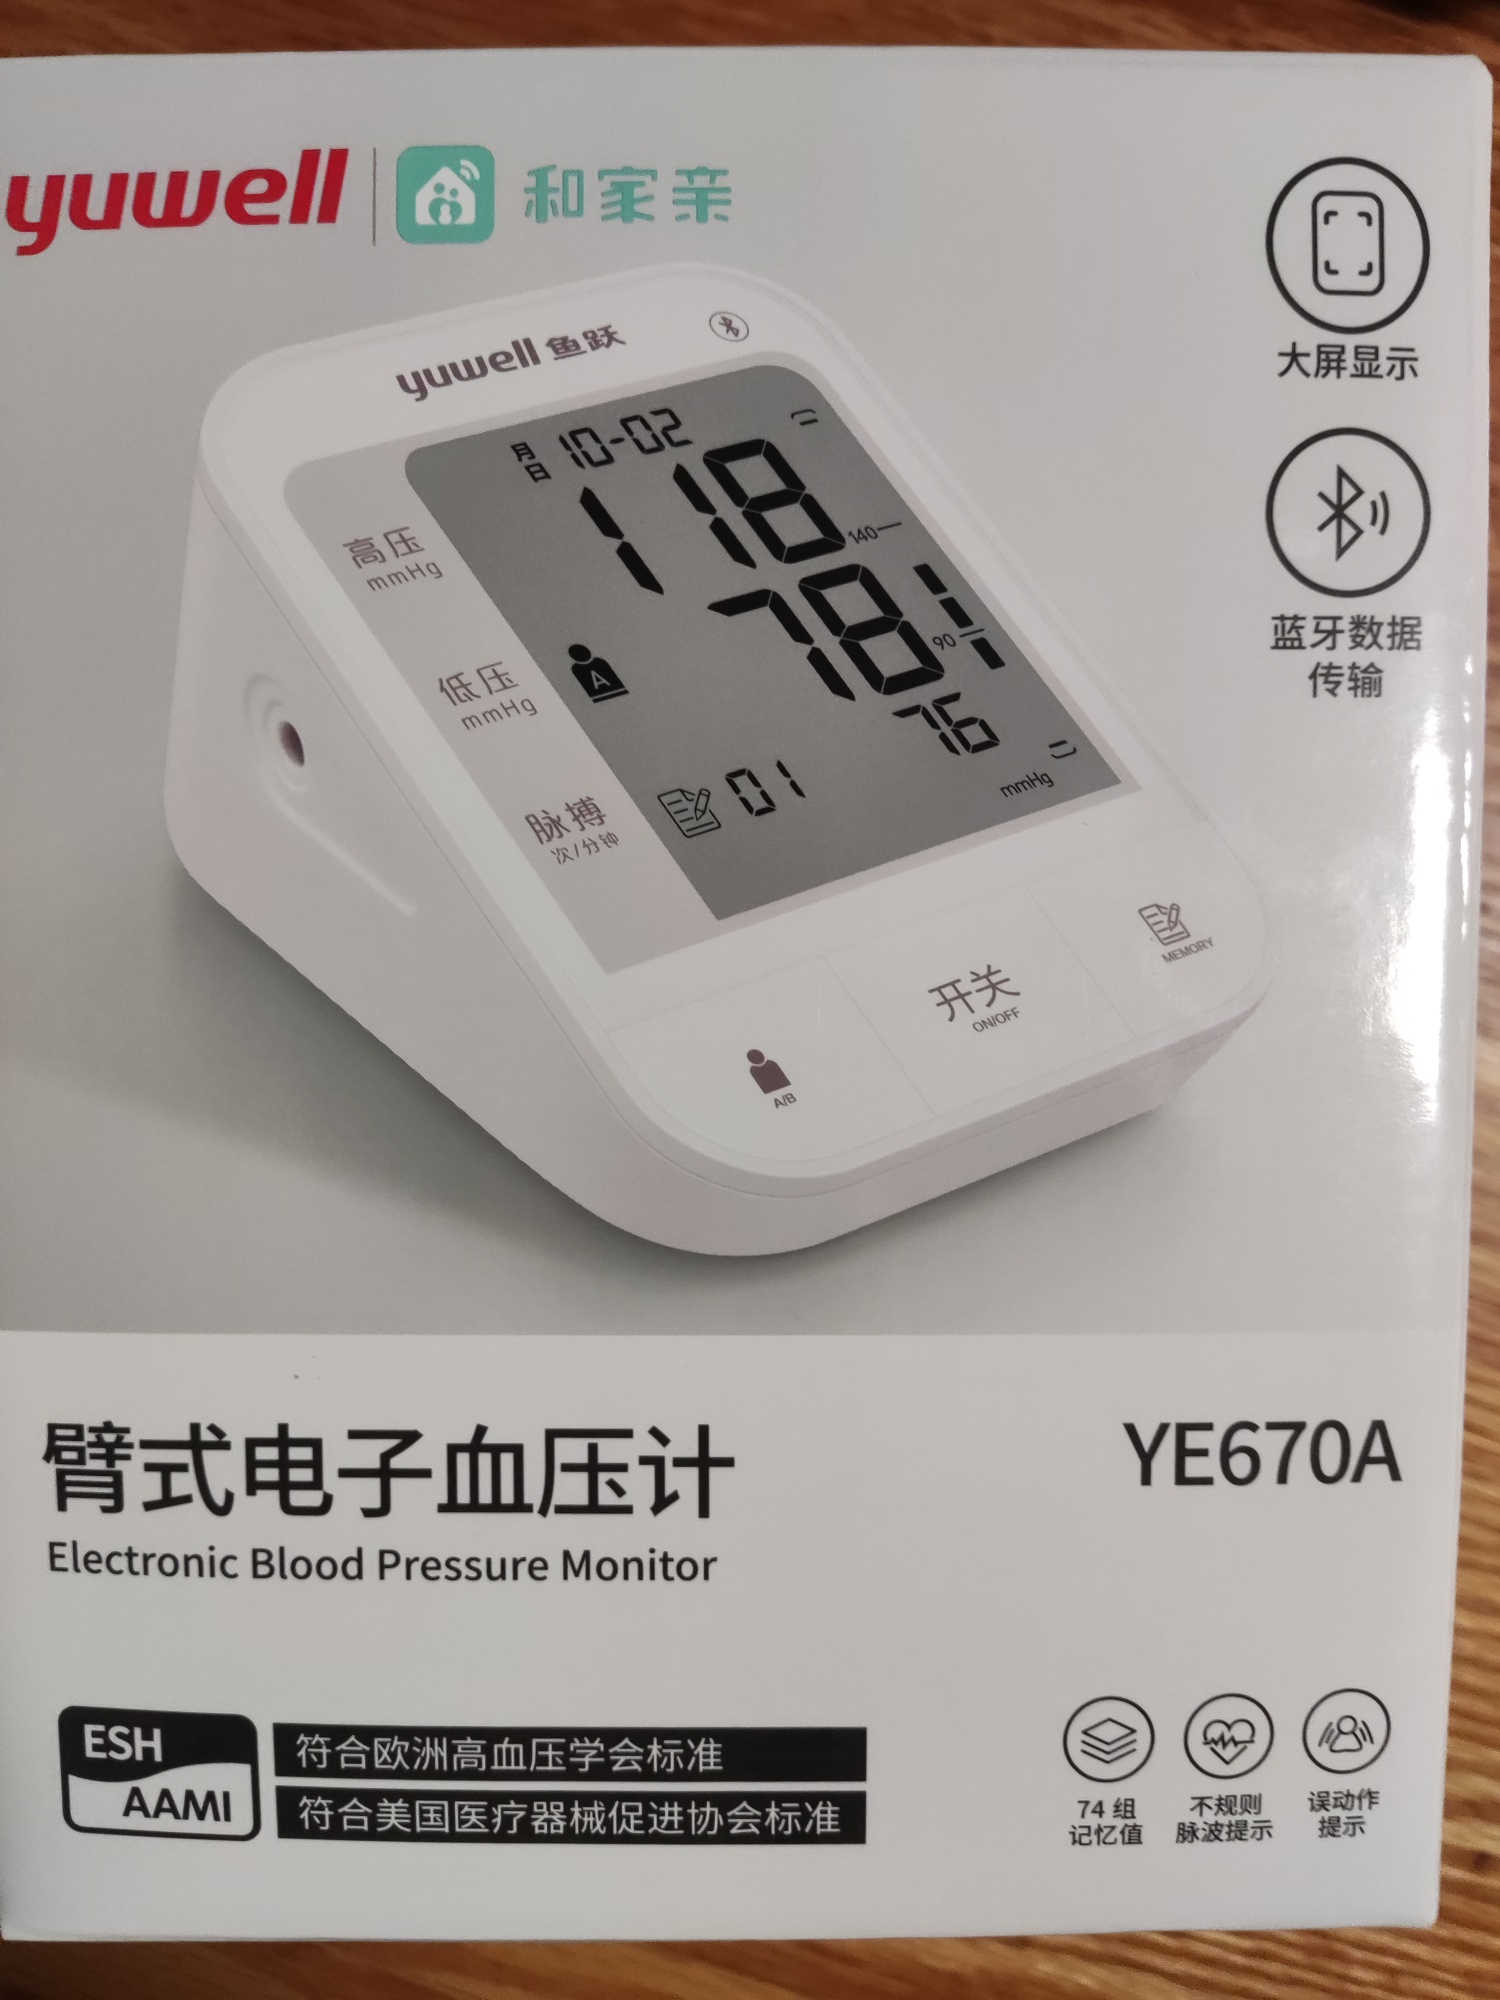 yuwell
和家亲
大屏显示
蓝牙数据
传输
yuwell 鱼跃
月
日
10-02
118
140
78
90
76
mmHg
A
01
高压
mmHg
低压
mmHg
脉搏
次/分钟
A/B
开关
ON/OFF
MEMORY
臂式电子血压计
YE670A
Electronic Blood Pressure Monitor
ESH
AAMI
符合欧洲高血压学会标准
符合美国医疗器械促进协会标准
74 组
记忆值
不规则
脉波提示
误动作
提示